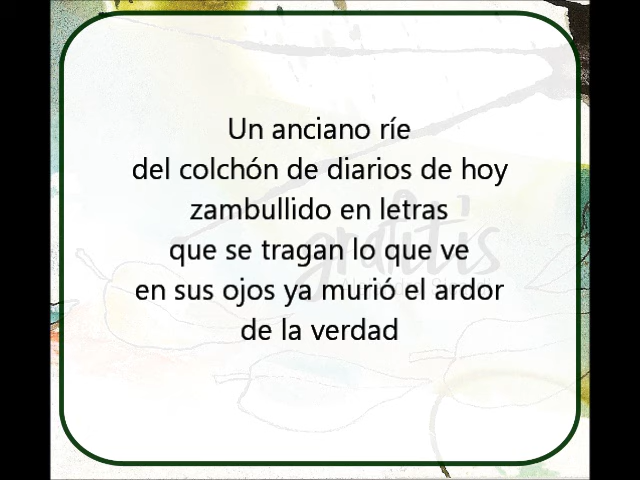 Un anciano ríe
del colchón de diarios de hoy
zambullido en letras
que se tragan lo que ve
en sus ojos ya murió el ardor
de la verdad